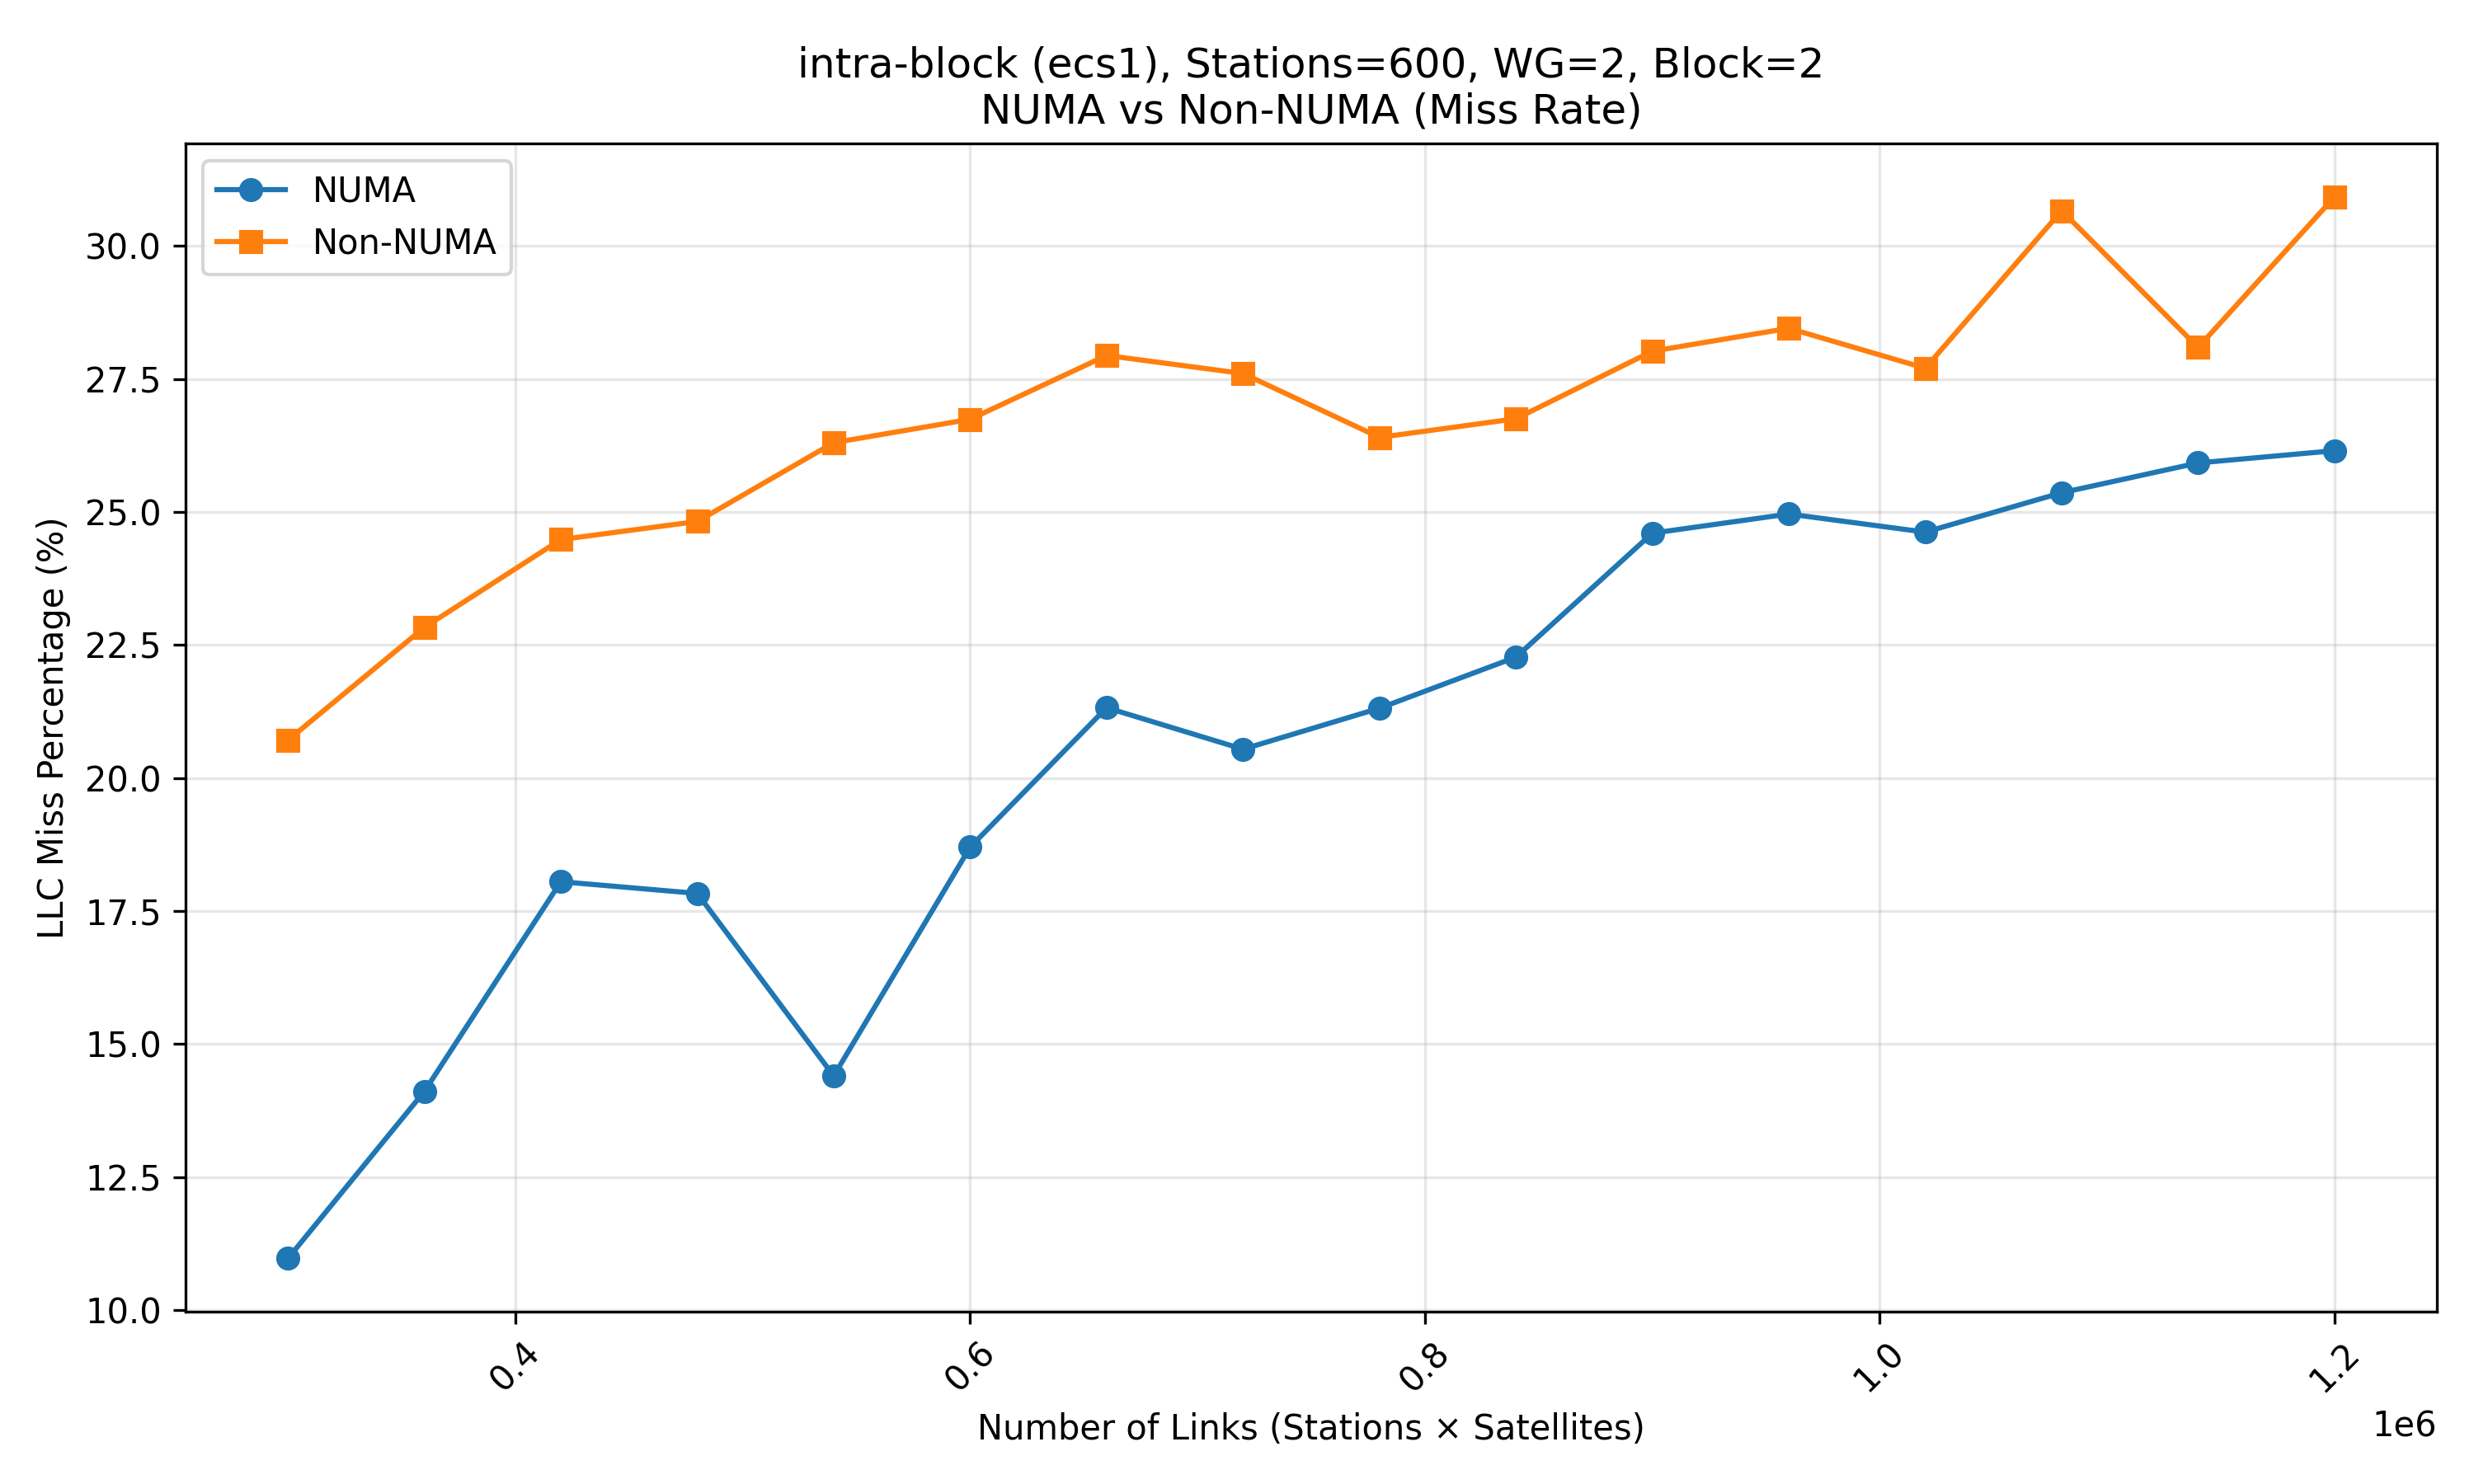 intra-block (ecs1), Stations=600, WG=2, Block=2
NUMA vs Non-NUMA (Miss Rate)
NUMA
Non-NUMA
LLC Miss Percentage (%)
30.0
27.5
25.0
22.5
20.0
17.5
15.0
12.5
10.0
0.4
0.6
0.8
1.0
1.2
1e6
Number of Links (Stations × Satellites)